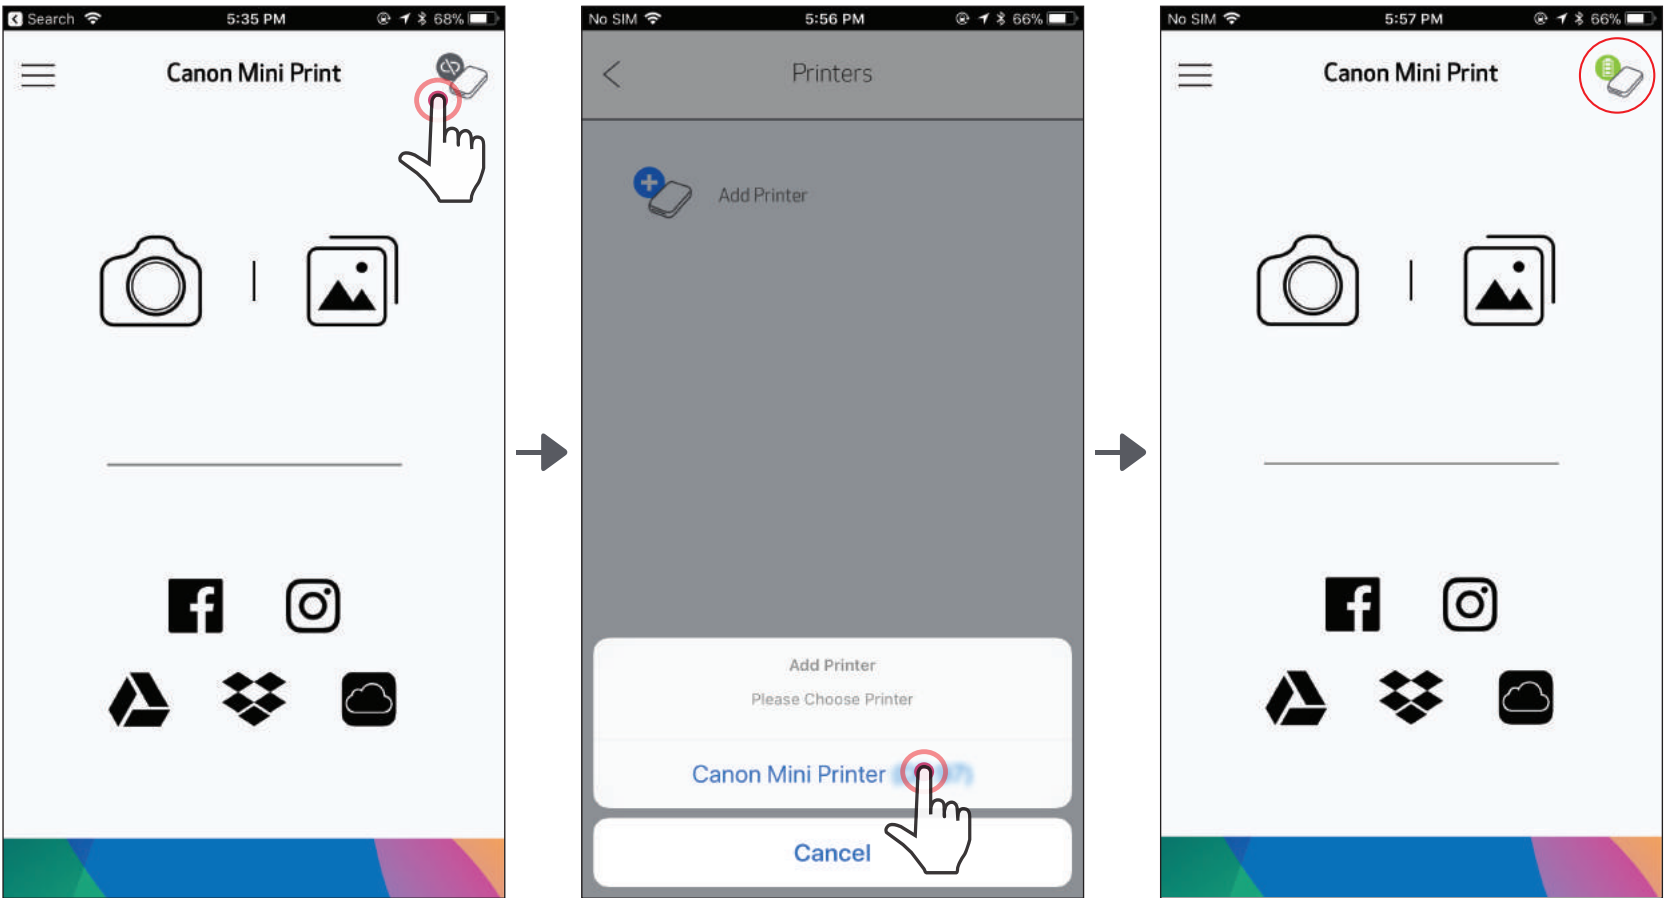 Search 5:35 PM 68%
Canon Mini Print
No SIM 5:56 PM 66%
Printers
Add Printer
Add Printer
Please Choose Printer
Canon Mini Printer
Cancel
No SIM 5:57 PM 66%
Canon Mini Print